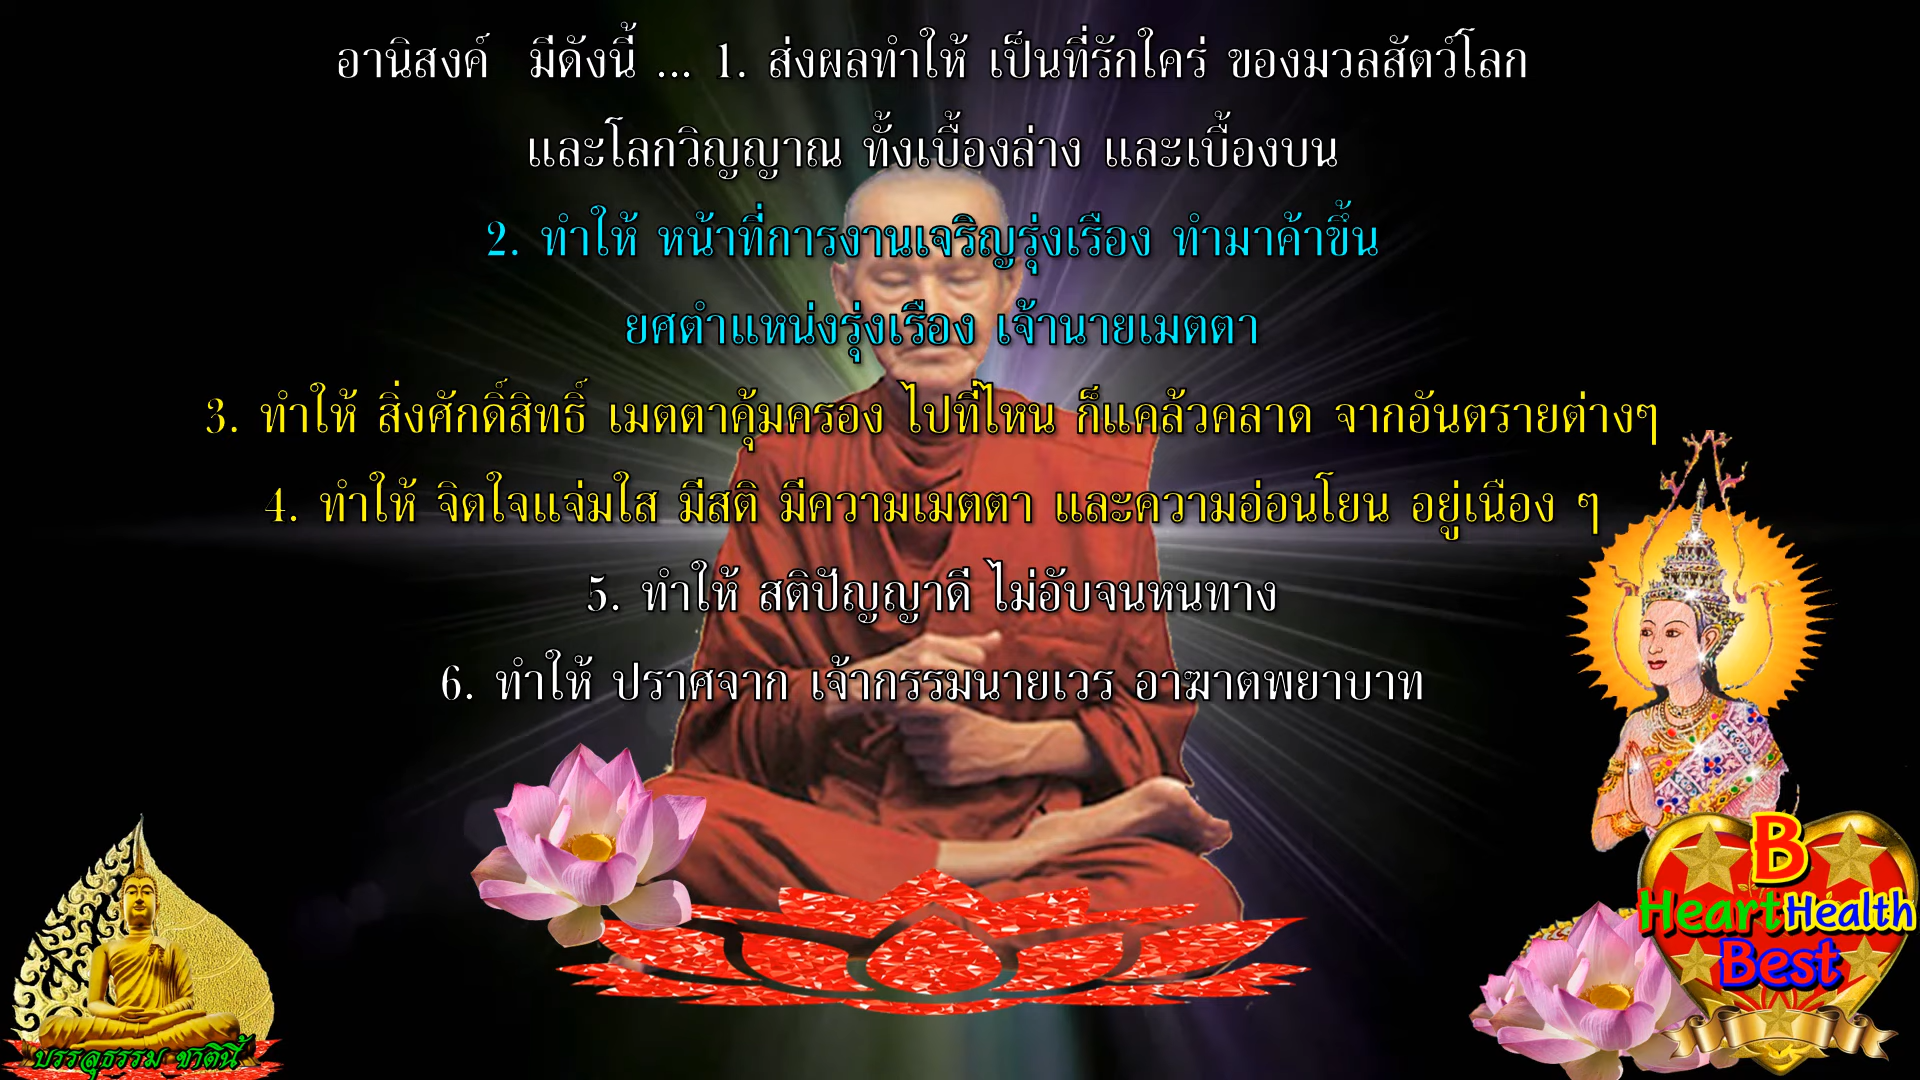 อานิสงค์ มีดังนี้ ... 1. ส่งผลทำให้ เป็นที่รักใคร่ ของมวลสัตว์โลก
และโลกวิญญาณ ทั้งเบื้องล่าง และเบื้องบน
2. ทำให้ หน้าที่การงานเจริญรุ่งเรือง ทำมาค้าขึ้น
ยศตำแหน่งรุ่งเรือง เจ้านายเมตตา
3. ทำให้ สิ่งศักดิ์สิทธิ์ เมตตาคุ้มครอง ไปที่ไหน ก็แคล้วคลาด จากอันตรายต่างๆ
4. ทำให้ จิตใจแจ่มใส มีสติ มีความเมตตา และความอ่อนโยน อยู่เนือง ๆ
5. ทำให้ สติปัญญาดี ไม่อับจนหนทาง
6. ทำให้ ปราศจาก เจ้ากรรมนายเวร อาฆาตพยาบาท
B
HeartHealth
Best
บรรลุธรรม ชาตินี้